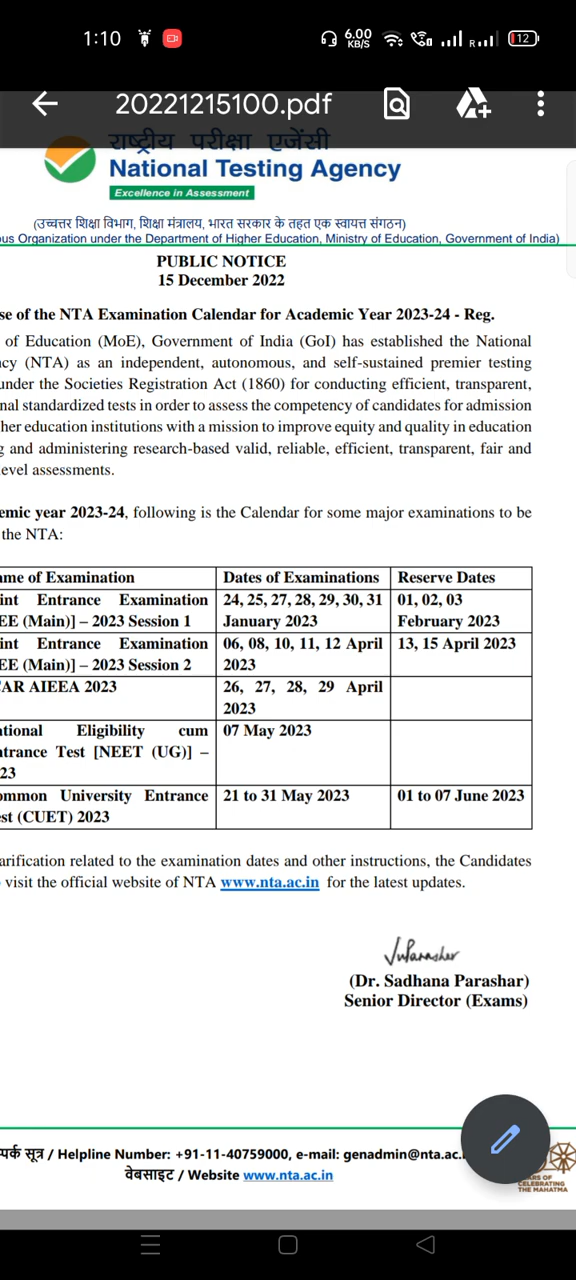 1:10
6.00
KB/S
R
12
20221215100.pdf
राष्ट्रीय परीक्षा एजेंसी
National Testing Agency
Excellence in Assessment
(उच्चतर शिक्षा विभाग, शिक्षा मंत्रालय, भारत सरकार के तहत एक स्वायत्त संगठन)
ous Organization under the Department of Higher Education, Ministry of Education, Government of India)
PUBLIC NOTICE
15 December 2022
se of the NTA Examination Calendar for Academic Year 2023-24 - Reg.
of Education (MoE), Government of India (GoI) has established the National
ncy (NTA) as an independent, autonomous, and self-sustained premier testing
under the Societies Registration Act (1860) for conducting efficient, transparent,
nal standardized tests in order to assess the competency of candidates for admission
her education institutions with a mission to improve equity and quality in education
g and administering research-based valid, reliable, efficient, transparent, fair and
level assessments.
emic year 2023-24, following is the Calendar for some major examinations to be
the NTA:
ame of Examination Dates of Examinations Reserve Dates
int Entrance Examination 24, 25, 27, 28, 29, 30, 31 01, 02, 03
EE (Main)] – 2023 Session 1 January 2023 February 2023
int Entrance Examination 06, 08, 10, 11, 12 April 13, 15 April 2023
EE (Main)] – 2023 Session 2 2023
CAR AIEEA 2023 26, 27, 28, 29 April
2023
ational Eligibility cum 07 May 2023
ntrance Test [NEET (UG)] –
23
ommon University Entrance 21 to 31 May 2023 01 to 07 June 2023
est (CUET) 2023
arification related to the examination dates and other instructions, the Candidates
visit the official website of NTA www.nta.ac.in for the latest updates.
(Dr. Sadhana Parashar)
Senior Director (Exams)
म्पर्क सूत्र / Helpline Number: +91-11-40759000, e-mail: genadmin@nta.ac.
वेबसाइट / Website www.nta.ac.in
ARS OF
CELEBRATING
THE MAHATMA